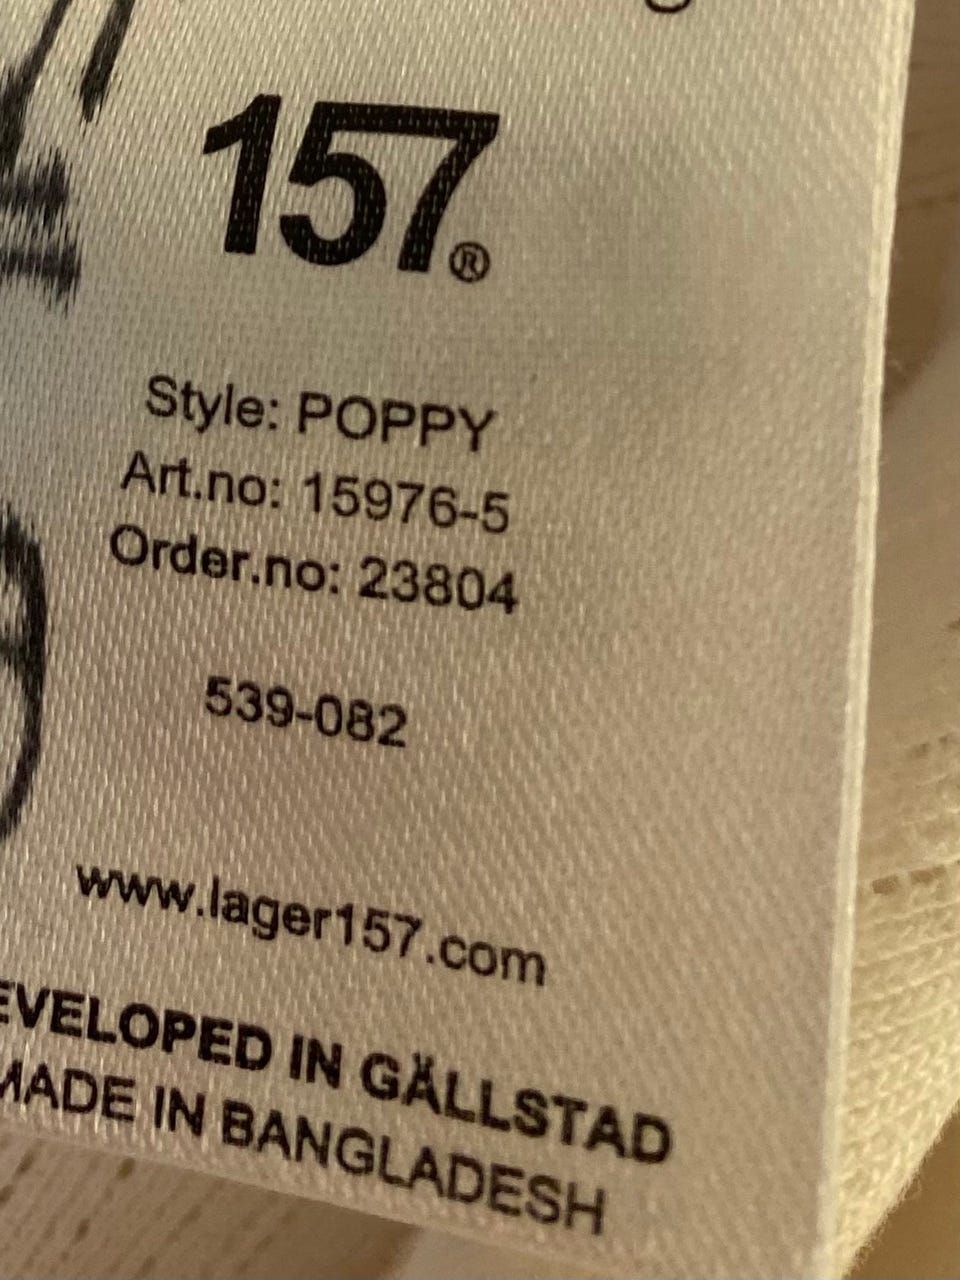 157®
Style: POPPY
Art.no: 15976-5
Order.no: 23804
539-082
www.lager157.com
EVELOPED IN GÄLLSTAD
MADE IN BANGLADESH